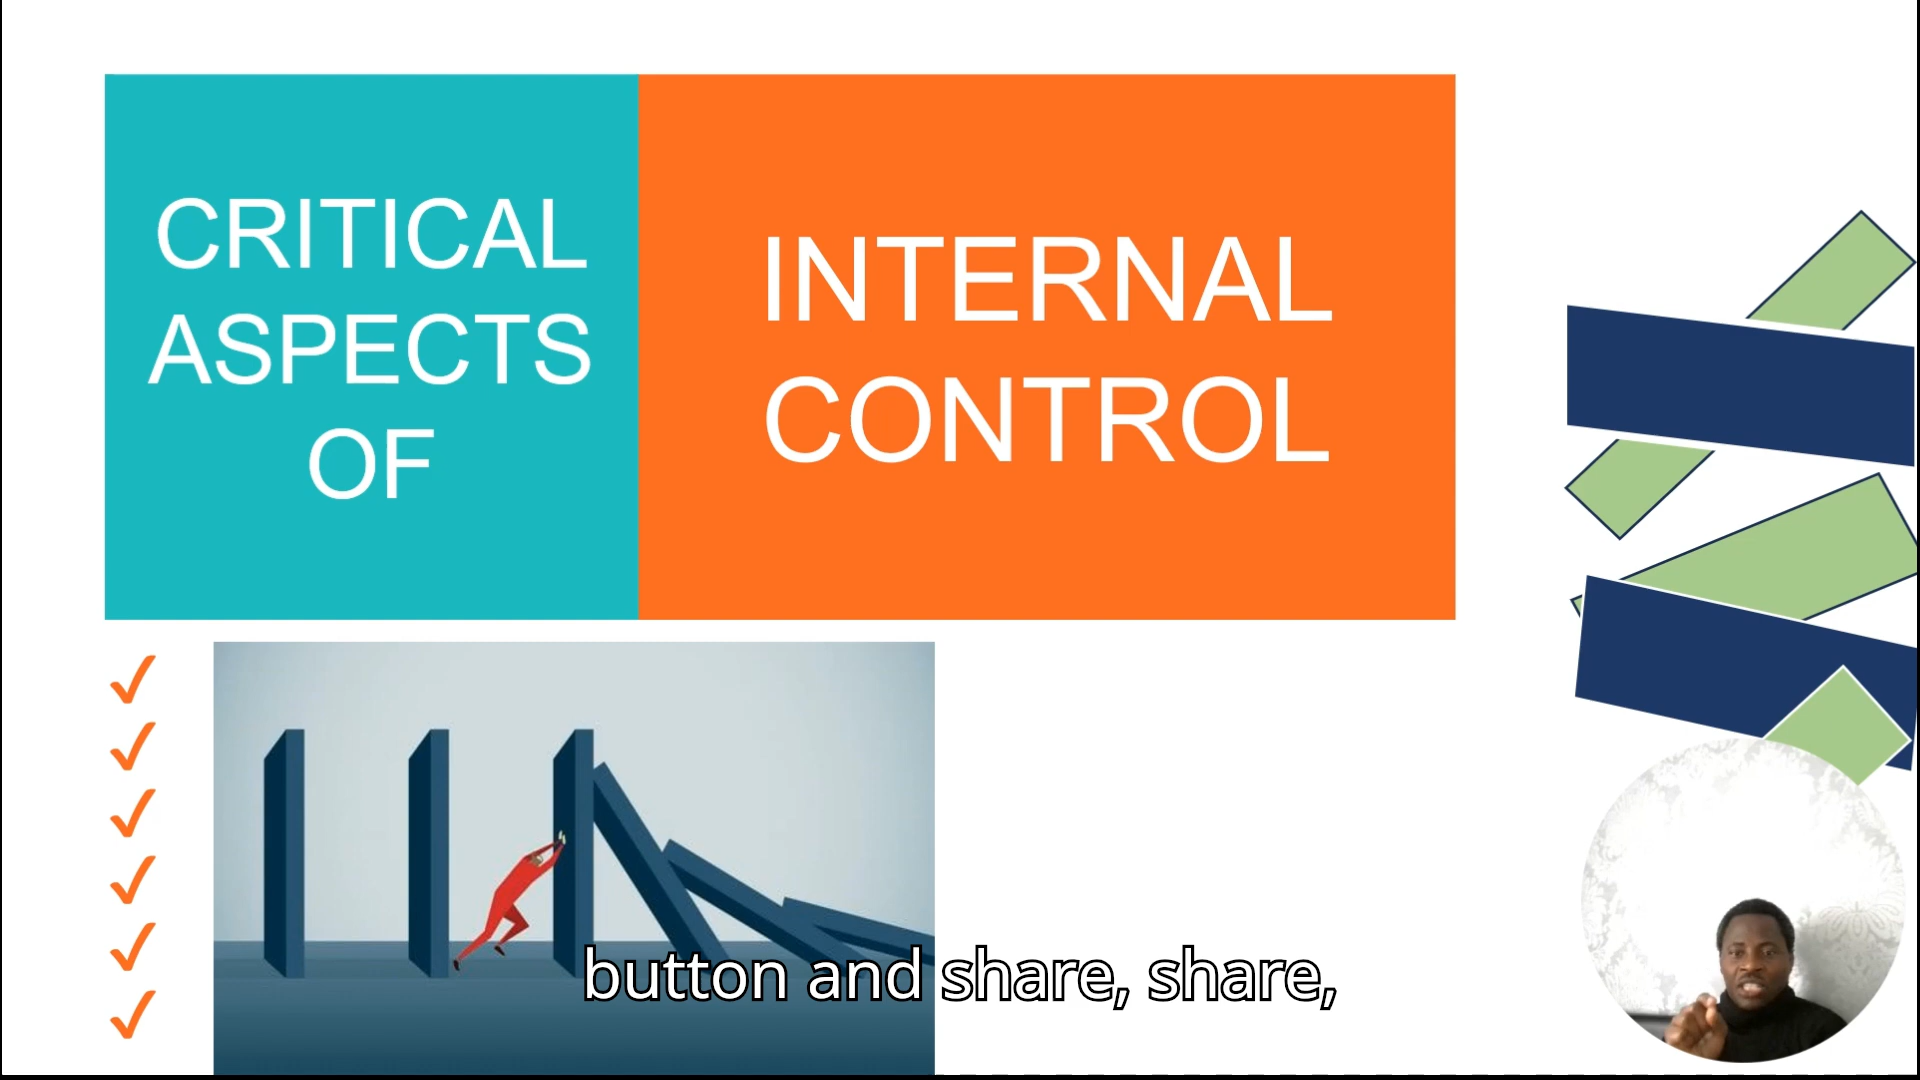 CRITICAL
ASPECTS
OF
INTERNAL
CONTROL
button and share, share,